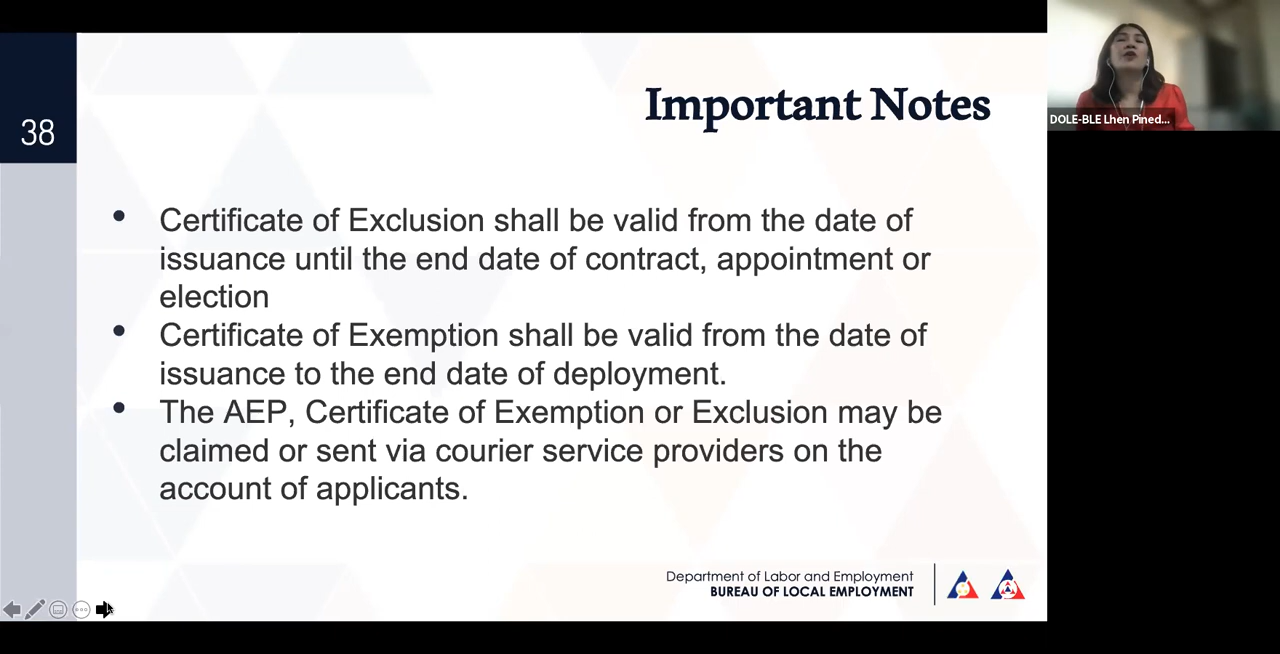 38
Important Notes
• Certificate of Exclusion shall be valid from the date of
issuance until the end date of contract, appointment or
election
• Certificate of Exemption shall be valid from the date of
issuance to the end date of deployment.
• The AEP, Certificate of Exemption or Exclusion may be
claimed or sent via courier service providers on the
account of applicants.
Department of Labor and Employment
BUREAU OF LOCAL EMPLOYMENT
DOLE-BLE Lhen Pined...